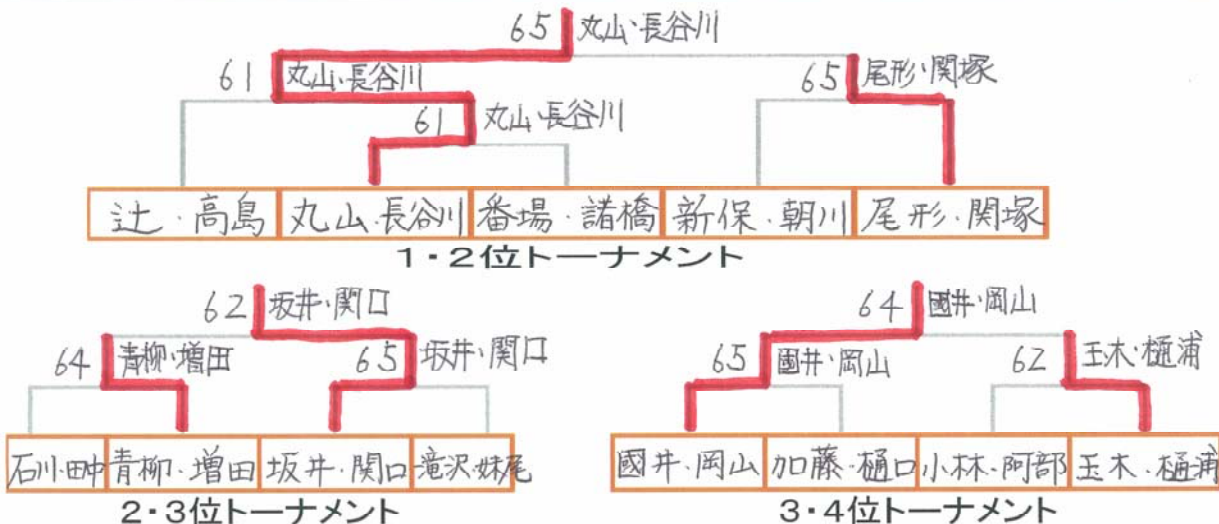 65 丸山・長谷川
61 丸山・長谷川 65 尾形・関塚
61 丸山・長谷川
辻・高島 丸山・長谷川 番場・諸橋 新保・朝川 尾形・関塚
1・2位トーナメント
62 坂井・関口
64 青柳・増田 65 坂井・関口
石川・田中 青柳・増田 坂井・関口 滝沢・妹尾
2・3位トーナメント
64 國井・岡山
65 國井・岡山 62 玉木・樋浦
國井・岡山 加藤・樋口 小林・阿部 玉木・樋浦
3・4位トーナメント